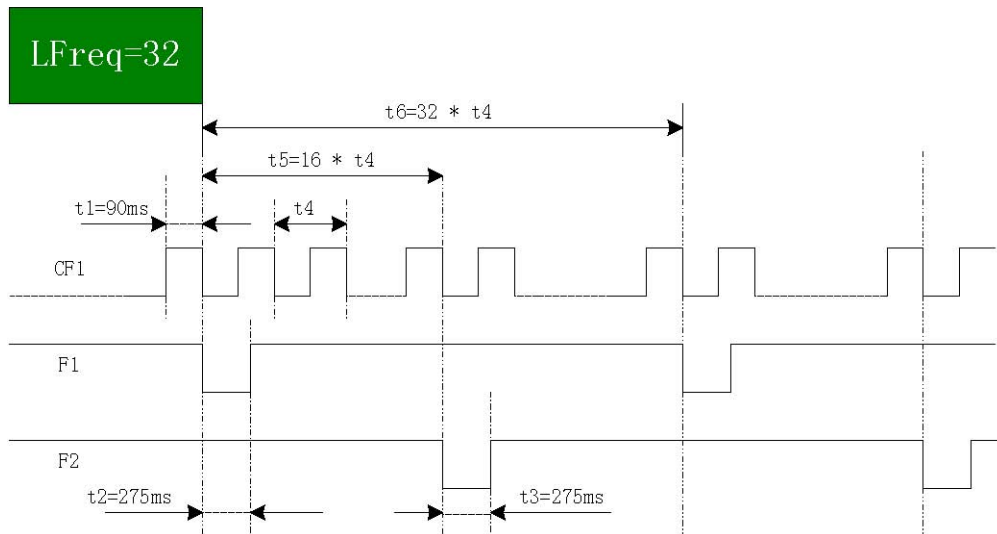 LFreq=32
t6=32 * t4
t5=16 * t4
t1=90ms
t4
CF1
F1
F2
t2=275ms
t3=275ms